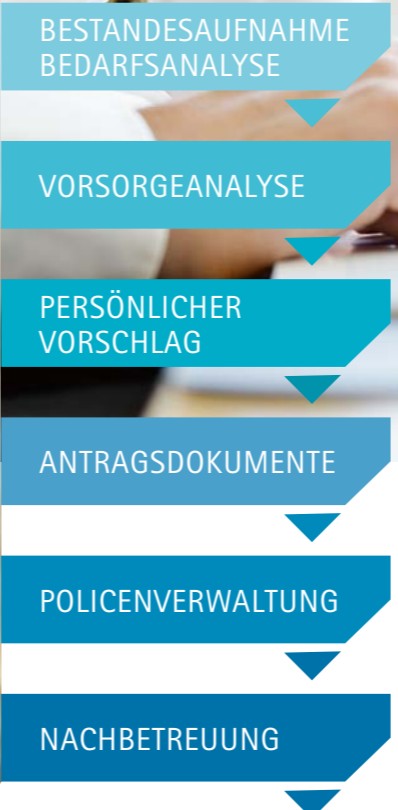 BESTANDESAUFNAHME
BEDARFSANALYSE
VORSORGEANALYSE
PERSÖNLICHER
VORSCHLAG
ANTRAGSDOKUMENTE
POLICENVERWALTUNG
NACHBETREUUNG